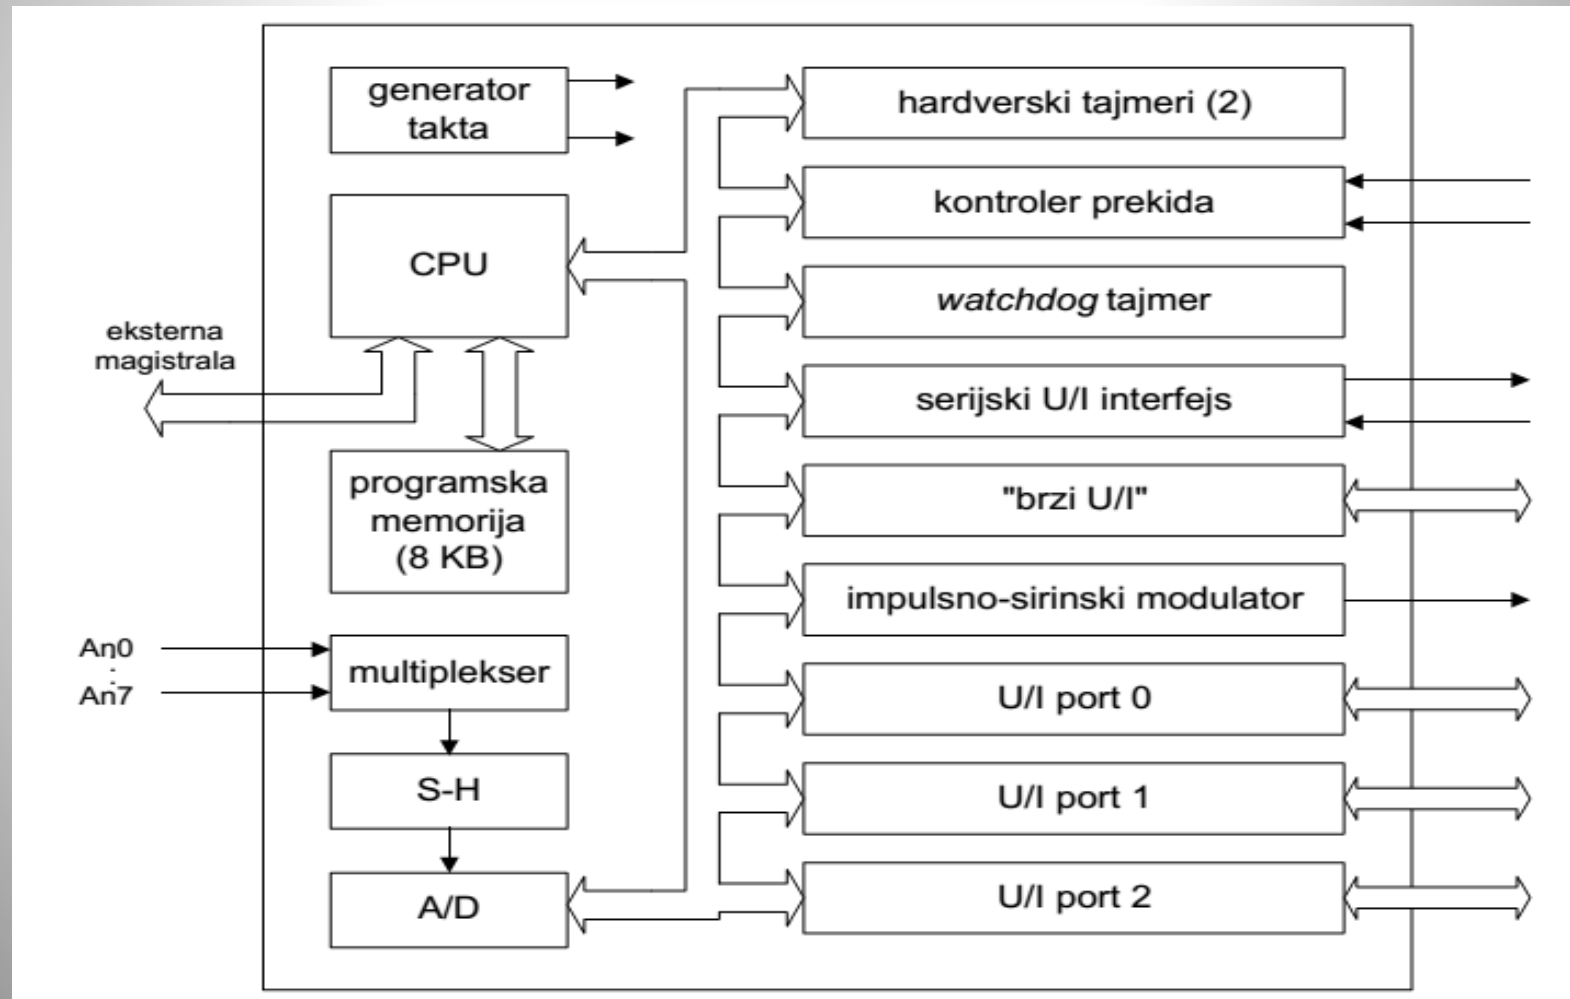 generator
takta
CPU
eksterna
magistrala
programska
memorija
(8 KB)
An0
:
An7
multiplekser
S-H
A/D
hardverski tajmeri (2)
kontroler prekida
watchdog tajmer
serijski U/I interfejs
"brzi U/I"
impulsno-sirinski modulator
U/I port 0
U/I port 1
U/I port 2